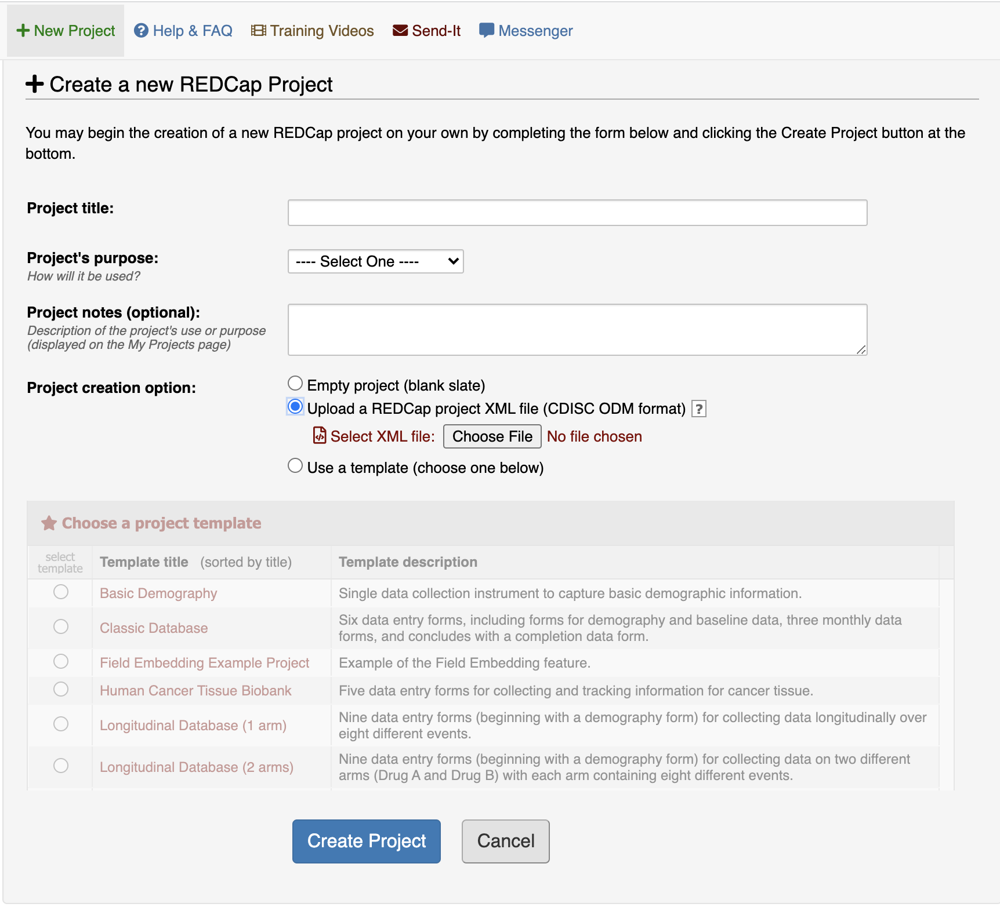 New Project Help & FAQ Training Videos Send-It Messenger
Create a new REDCap Project
You may begin the creation of a new REDCap project on your own by completing the form below and clicking the Create Project button at the
bottom.
Project title:
Project's purpose: ---- Select One ----
How will it be used?
Project notes (optional):
Description of the project's use or purpose
(displayed on the My Projects page)
Project creation option: Empty project (blank slate)
Upload a REDCap project XML file (CDISC ODM format) ?
Select XML file: Choose File No file chosen
Use a template (choose one below)
Choose a project template
select
template
Template title (sorted by title) Template description
Basic Demography Single data collection instrument to capture basic demographic information.
Classic Database Six data entry forms, including forms for demography and baseline data, three monthly data
forms, and concludes with a completion data form.
Field Embedding Example Project Example of the Field Embedding feature.
Human Cancer Tissue Biobank Five data entry forms for collecting and tracking information for cancer tissue.
Longitudinal Database (1 arm) Nine data entry forms (beginning with a demography form) for collecting data longitudinally over
eight different events.
Longitudinal Database (2 arms) Nine data entry forms (beginning with a demography form) for collecting data on two different
arms (Drug A and Drug B) with each arm containing eight different events.
Create Project Cancel